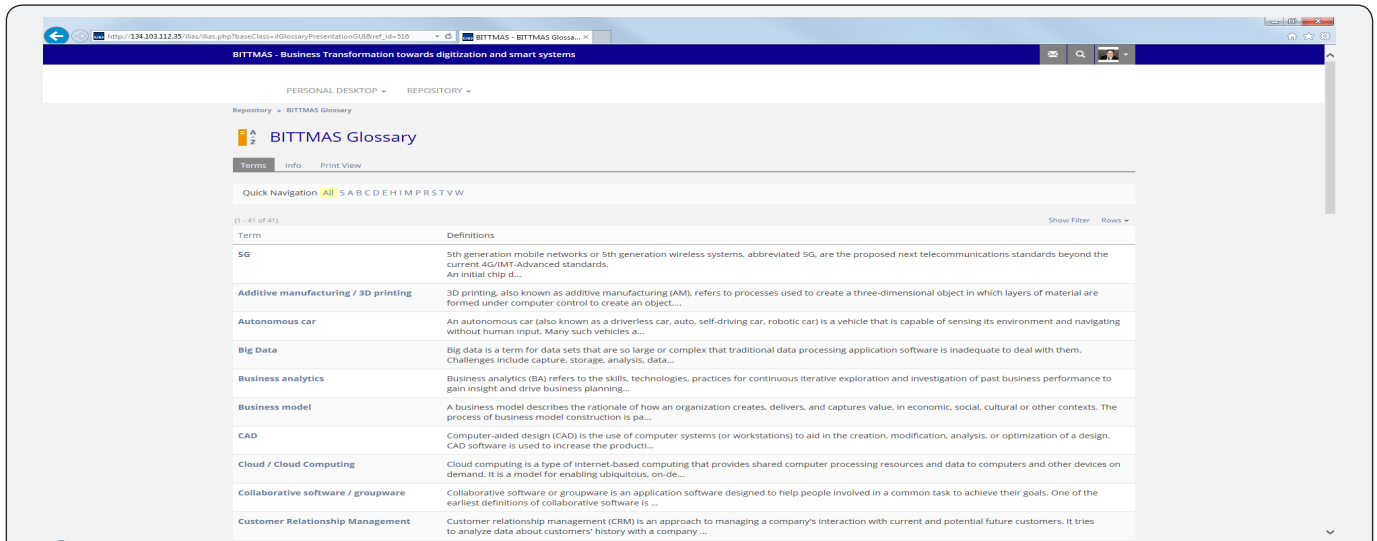 http://134.103.112.35/ilias/ilias.php?baseClass=ilGlossaryPresentationGUI&ref_id=516
BITTMAS - BITTMAS Glossa...
BITTMAS - Business Transformation towards digitization and smart systems
PERSONAL DESKTOP REPOSITORY
Repository » BITTMAS Glossary
BITTMAS Glossary
Terms Info Print View
Quick Navigation All 5 A B C D E H I M P R S T V W
(1 - 41 of 41) Show Filter Rows
Term Definitions
5G 5th generation mobile networks or 5th generation wireless systems, abbreviated 5G, are the proposed next telecommunications standards beyond the
current 4G/IMT-Advanced standards.
An initial chip d...
Additive manufacturing / 3D printing 3D printing, also known as additive manufacturing (AM), refers to processes used to create a three-dimensional object in which layers of material are
formed under computer control to create an object....
Autonomous car An autonomous car (also known as a driverless car, auto, self-driving car, robotic car) is a vehicle that is capable of sensing its environment and navigating
without human input. Many such vehicles a...
Big Data Big data is a term for data sets that are so large or complex that traditional data processing application software is inadequate to deal with them.
Challenges include capture, storage, analysis, data...
Business analytics Business analytics (BA) refers to the skills, technologies, practices for continuous iterative exploration and investigation of past business performance to
gain insight and drive business planning...
Business model A business model describes the rationale of how an organization creates, delivers, and captures value, in economic, social, cultural or other contexts. The
process of business model construction is pa...
CAD Computer-aided design (CAD) is the use of computer systems (or workstations) to aid in the creation, modification, analysis, or optimization of a design.
CAD software is used to increase the producti...
Cloud / Cloud Computing Cloud computing is a type of Internet-based computing that provides shared computer processing resources and data to computers and other devices on
demand. It is a model for enabling ubiquitous, on-de...
Collaborative software / groupware Collaborative software or groupware is an application software designed to help people involved in a common task to achieve their goals. One of the
earliest definitions of collaborative software is ...
Customer Relationship Management Customer relationship management (CRM) is an approach to managing a company's interaction with current and potential future customers. It tries
to analyze data about customers' history with a company ...